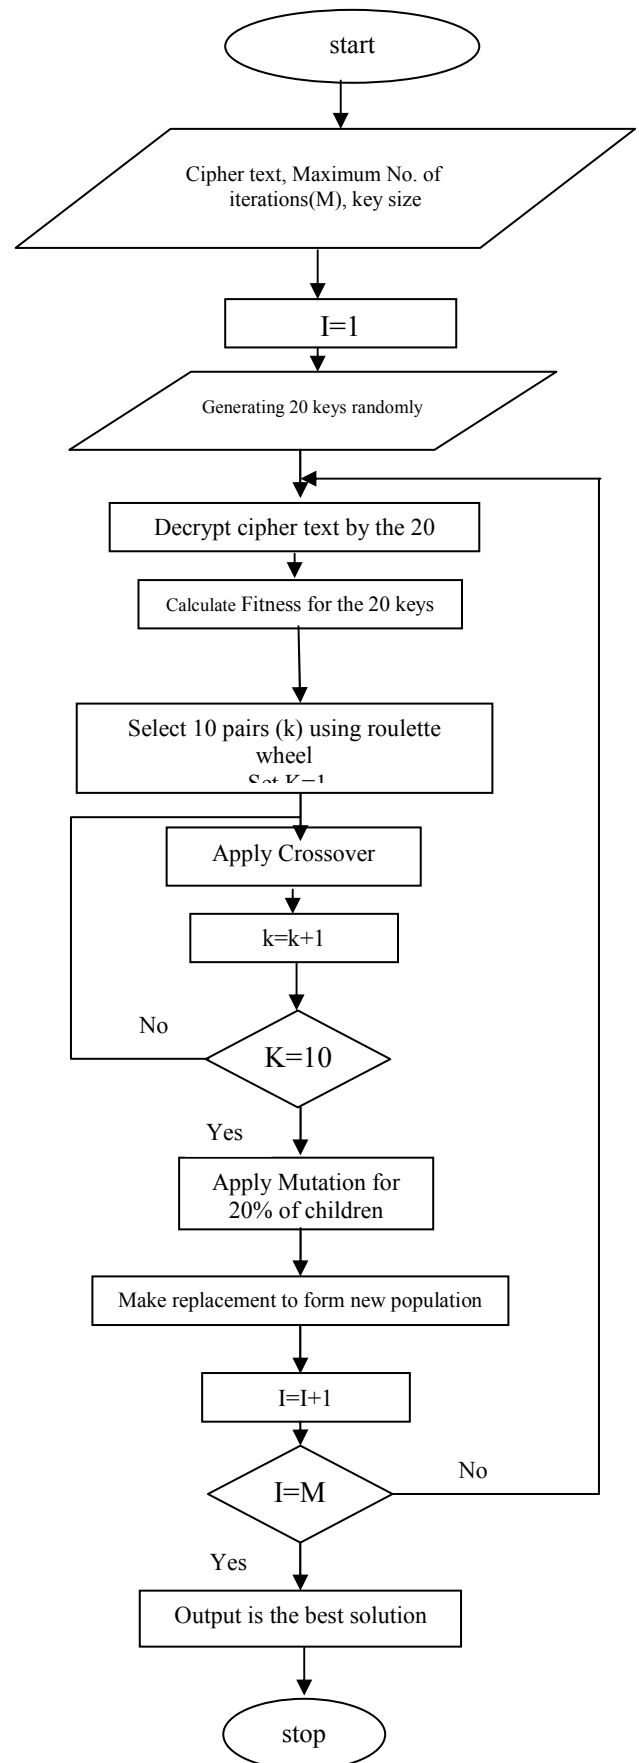 start
Cipher text, Maximum No. of
iterations(M), key size
I=1
Generating 20 keys randomly
Decrypt cipher text by the 20
Calculate Fitness for the 20 keys
Select 10 pairs (k) using roulette
wheel
Set K=1
Apply Crossover
k=k+1
No
K=10
Yes
Apply Mutation for
20% of children
Make replacement to form new population
I=I+1
No
I=M
Yes
Output is the best solution
stop